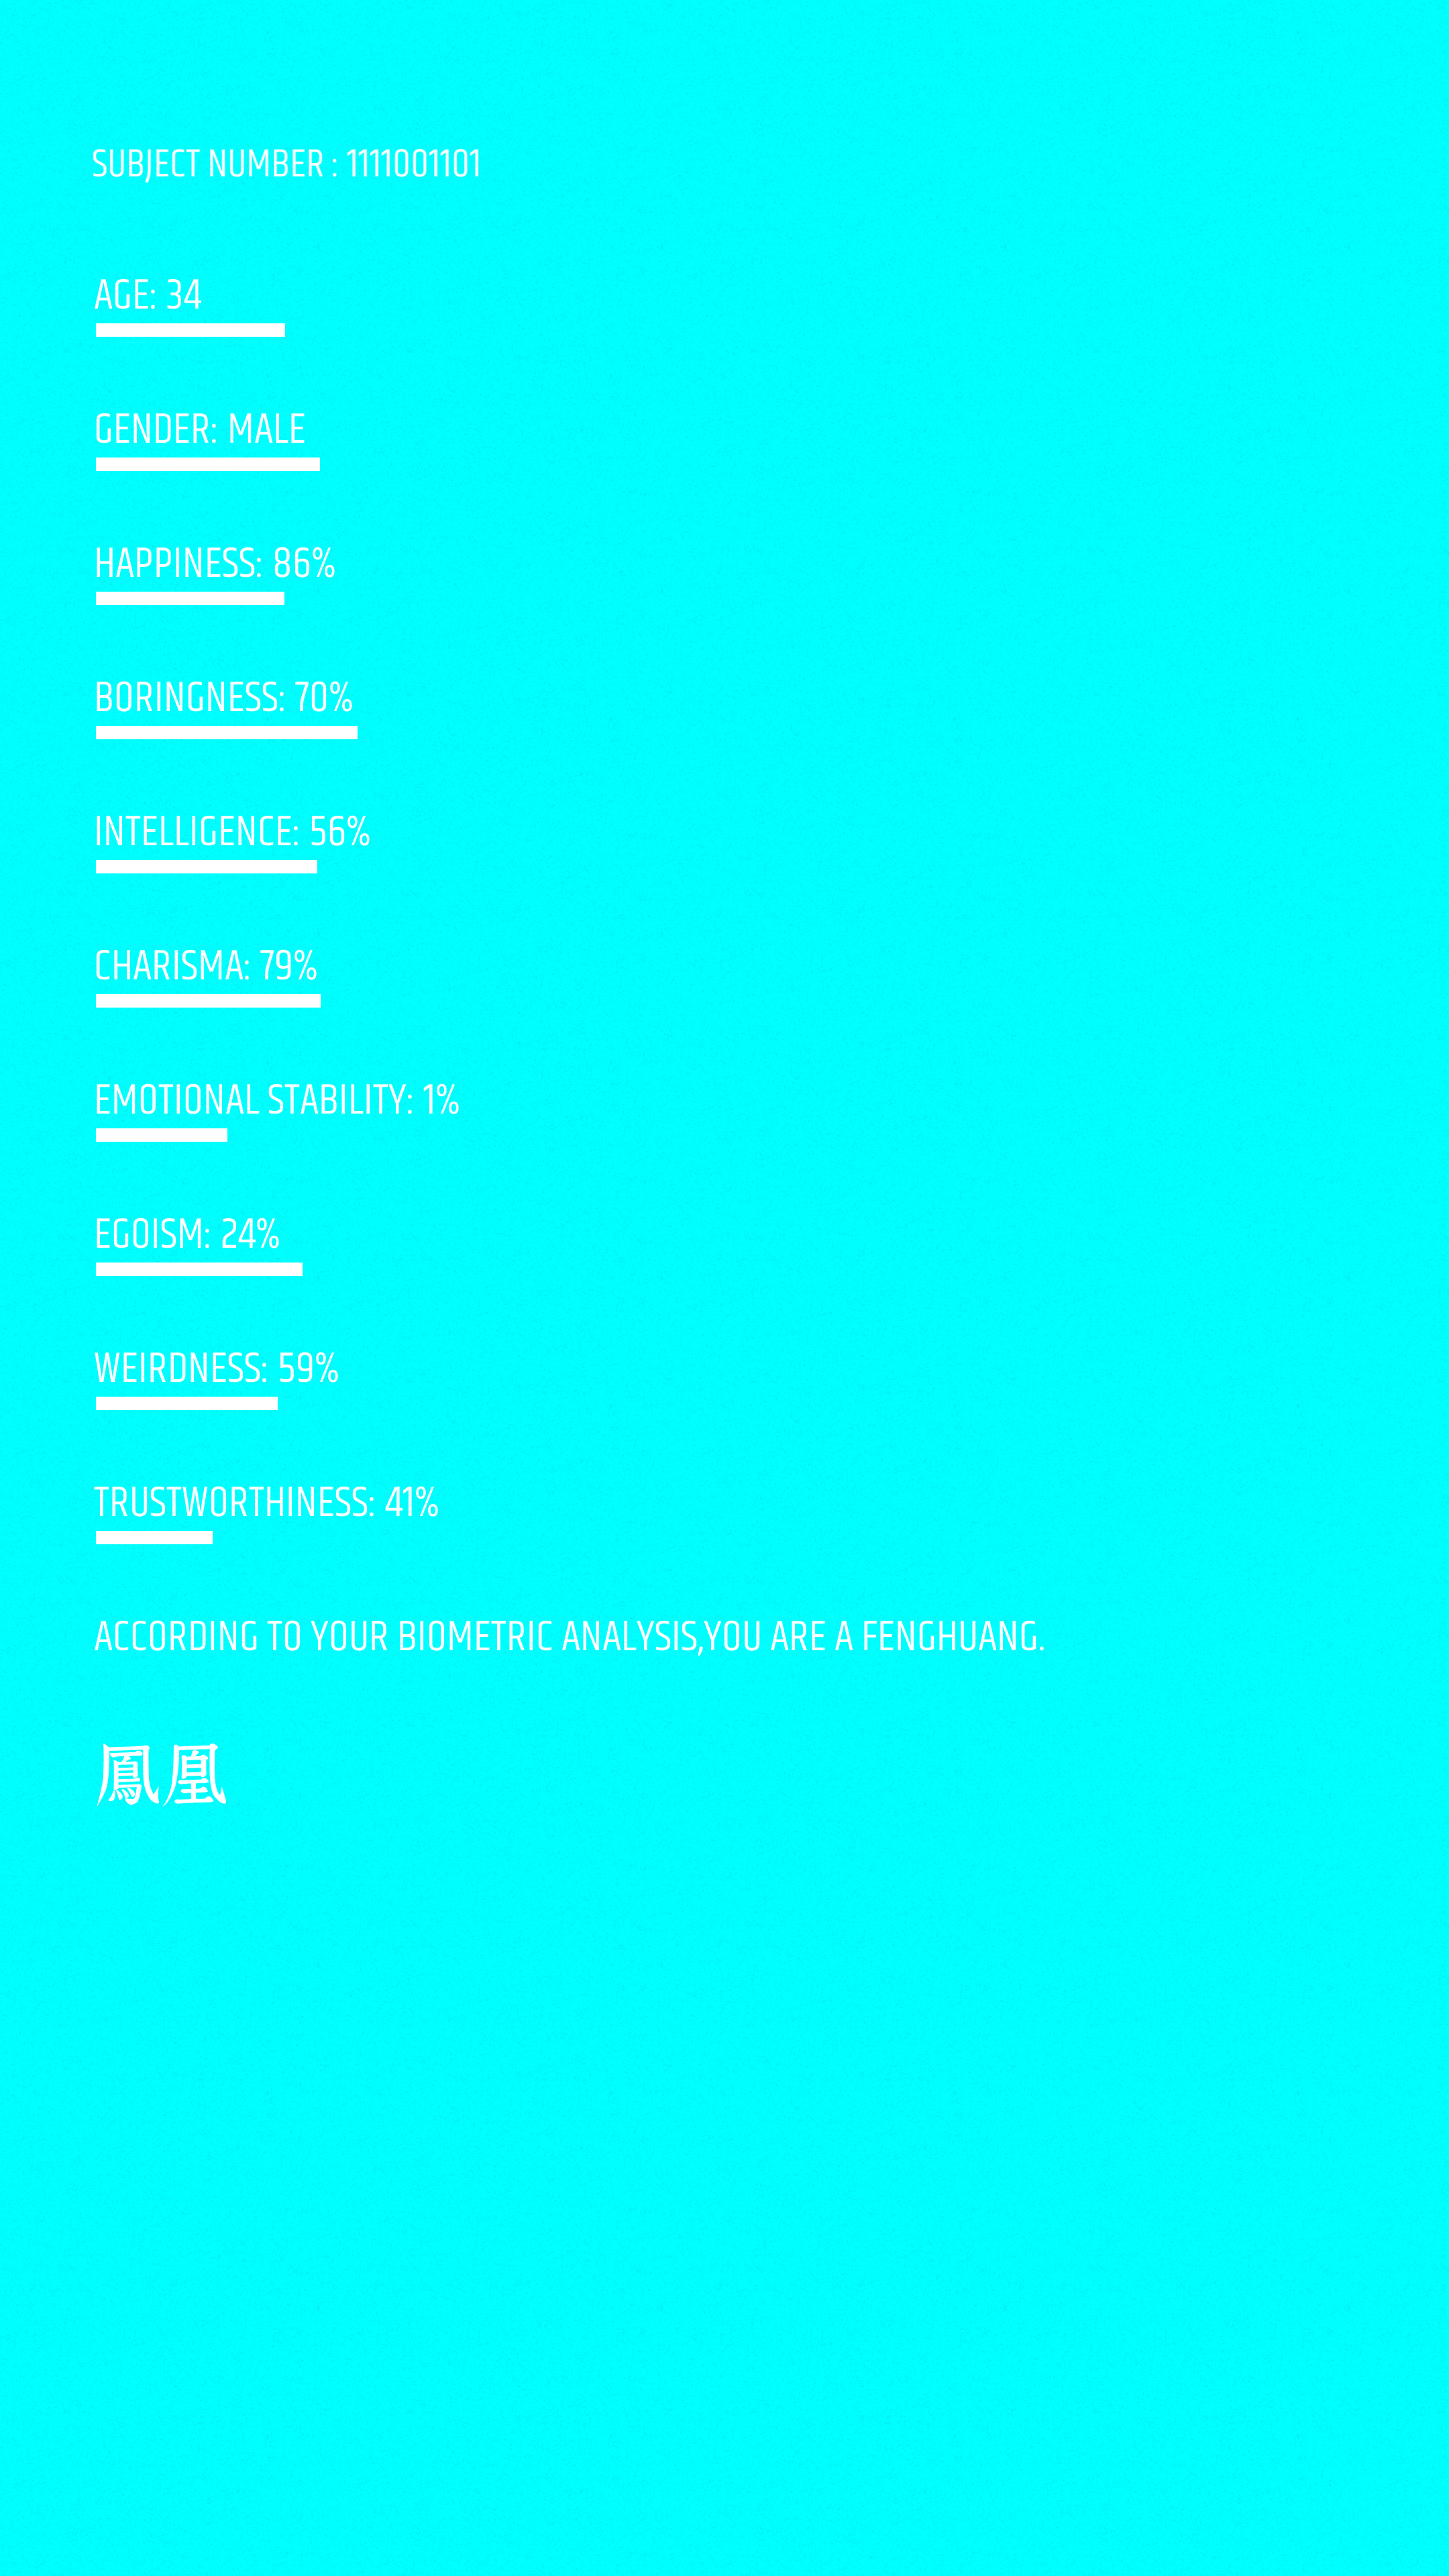 SUBJECT NUMBER : 1111001101
AGE: 34
GENDER: MALE
HAPPINESS: 86%
BORINGNESS: 70%
INTELLIGENCE: 56%
CHARISMA: 79%
EMOTIONAL STABILITY: 1%
EGOISM: 24%
WEIRDNESS: 59%
TRUSTWORTHINESS: 41%
ACCORDING TO YOUR BIOMETRIC ANALYSIS,YOU ARE A FENGHUANG.
鳳凰